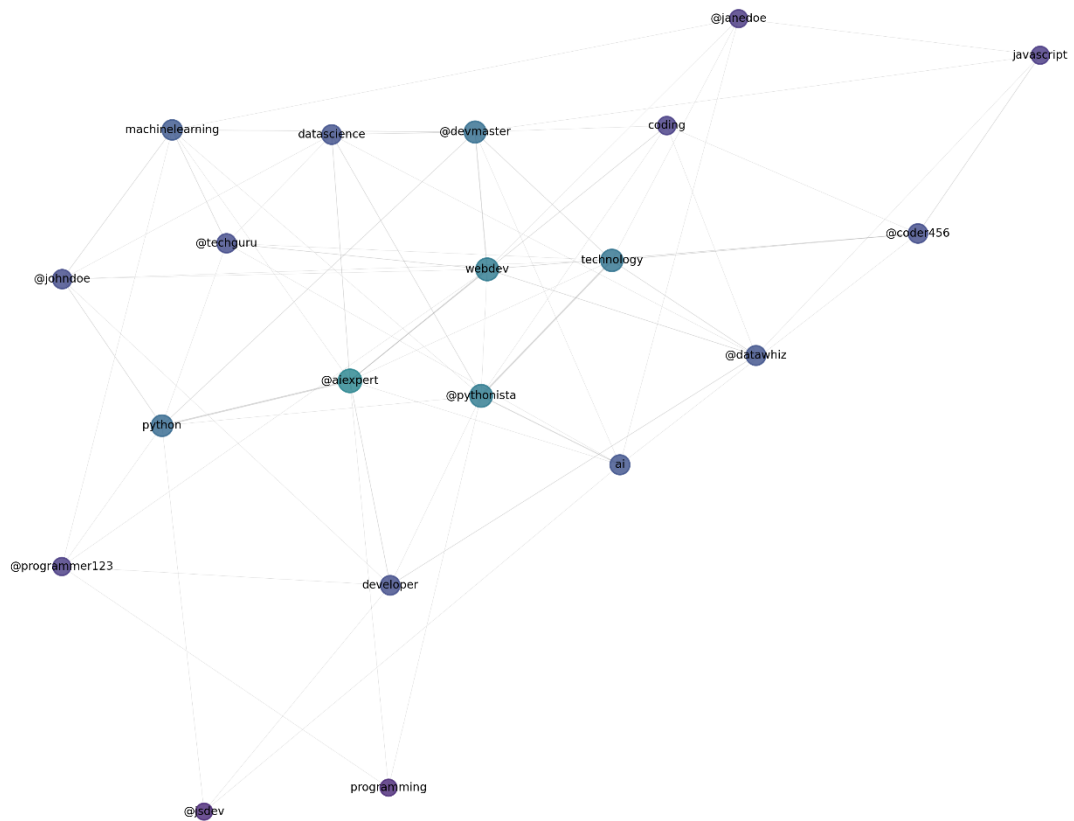 @janedoe
javascript
machinelearning
datascience
@devmaster
coding
@coder456
@techguru
technology
webdev
@johndoe
@datawhiz
@aiexpert
@pythonista
python
ai
@programmer123
developer
programming
@jsdev